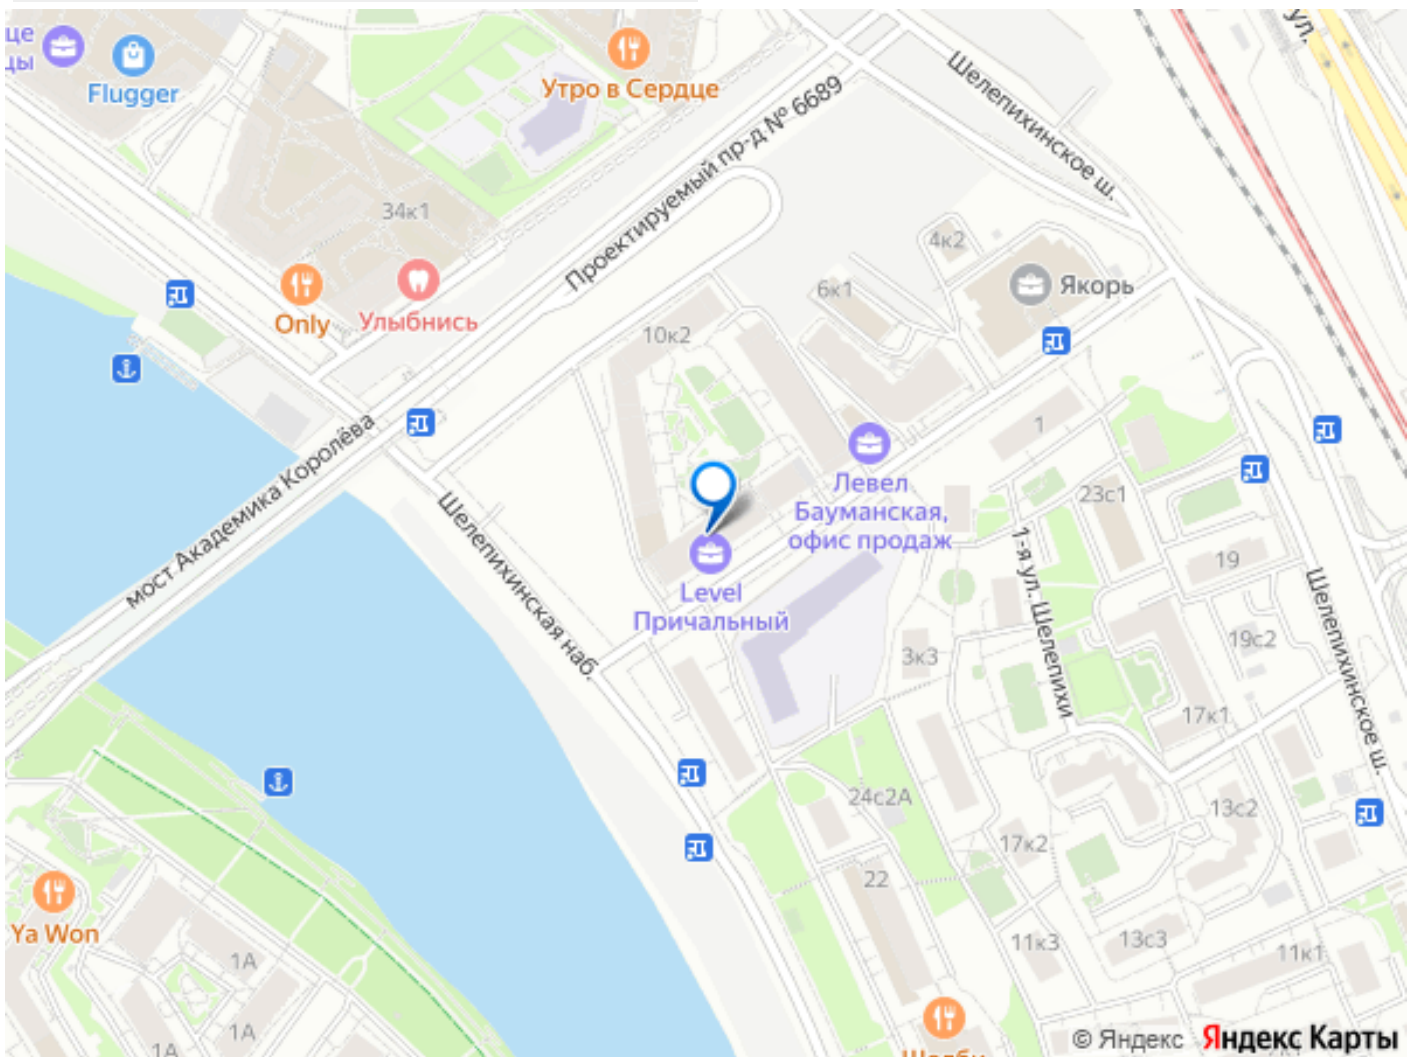 це
цы
Flugger
Утро в Сердце
ул.
Шелепихинское ш.
Проектируемый пр-д № 6689
34к1
4к2
Якорь
6к1
Only
Улыбнись
10к2
мост Академика Королёва
1
Левел
Бауманская,
офис продаж
23с1
Шелепихинская наб.
1-я ул. Шелепихи
19
Level
Причальный
Шелепихинское ш.
19с2
3к3
17к1
24с2А
13с2
17к2
22
Ya Won
11к3
13с3
11к1
1А
1А
1А
© Яндекс Яндекс Карты